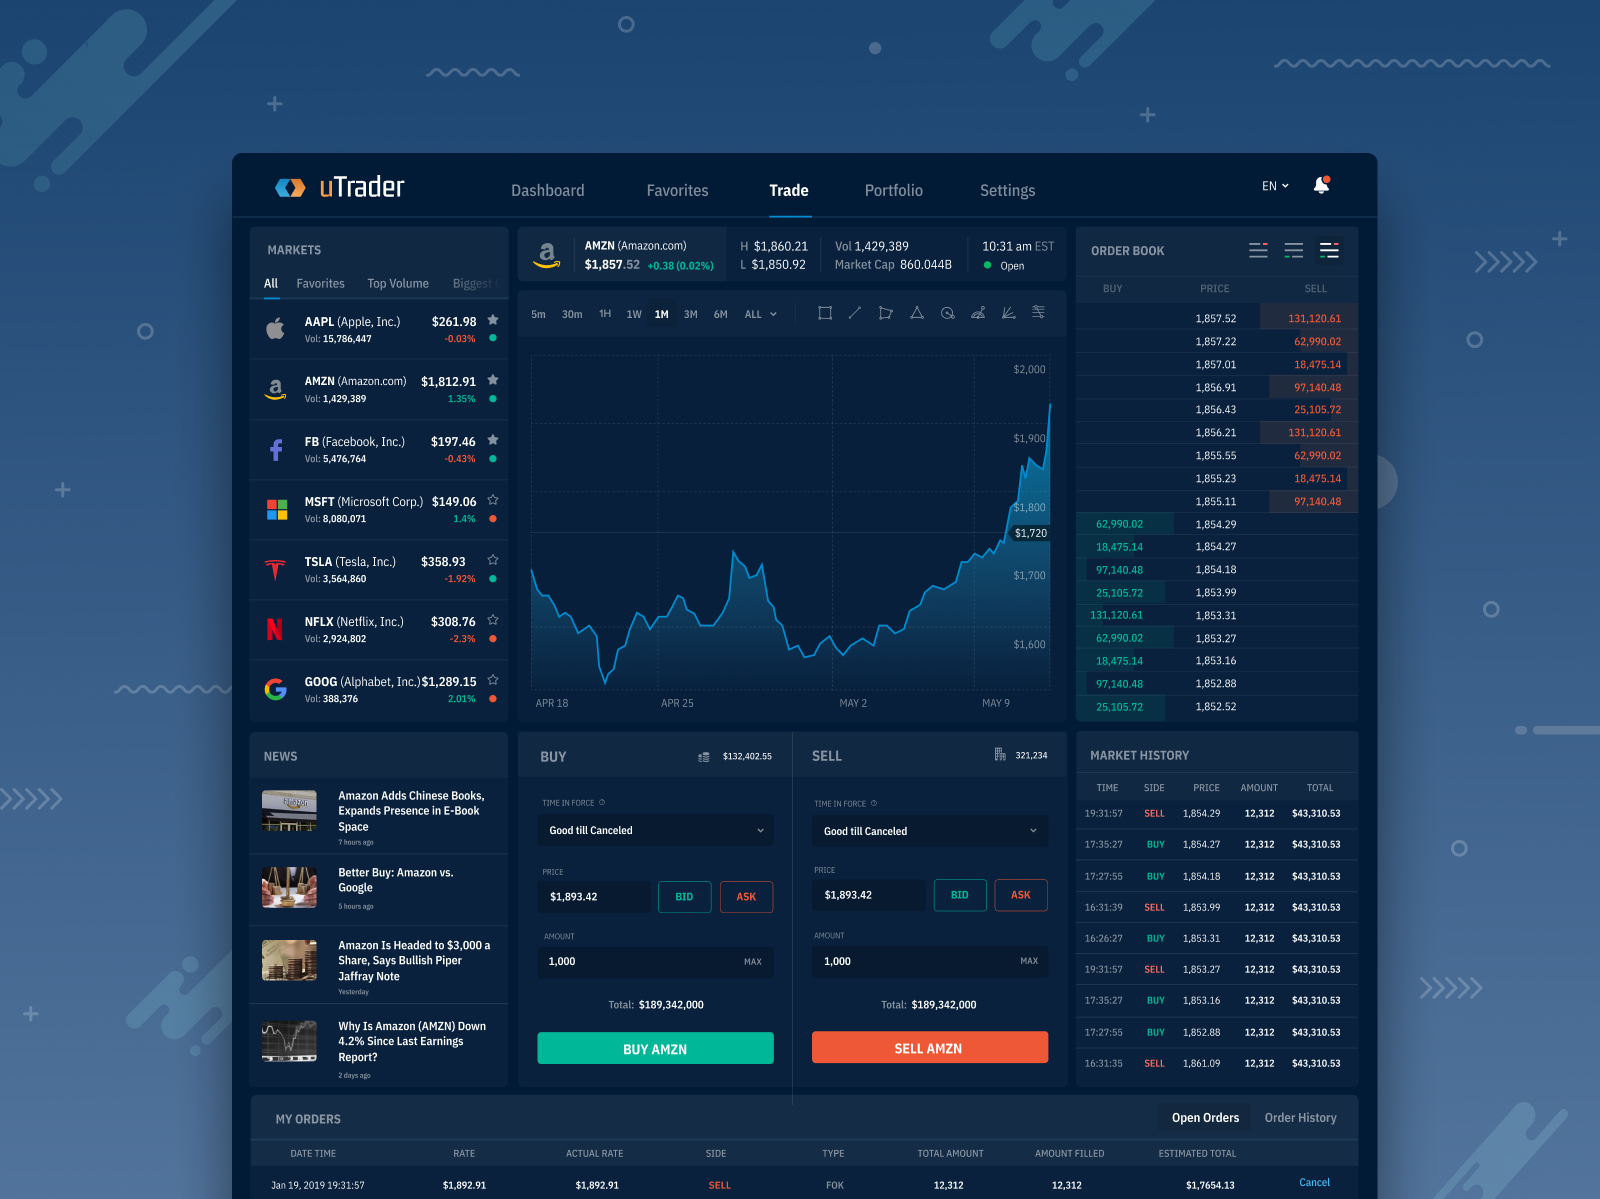 uTrader
Dashboard Favorites Trade Portfolio Settings
EN
MARKETS
All Favorites Top Volume Biggest
AAPL (Apple, Inc.) $261.98
Vol: 15,786,447 -0.03%
AMZN (Amazon.com) $1,812.91
Vol: 1,429,389 1.35%
FB (Facebook, Inc.) $197.46
Vol: 5,476,764 -0.43%
MSFT (Microsoft Corp.) $149.06
Vol: 8,080,071 1.4%
TSLA (Tesla, Inc.) $358.93
Vol: 3,564,860 -1.92%
NFLX (Netflix, Inc.) $308.76
Vol: 2,924,802 -2.3%
GOOG (Alphabet, Inc.) $1,289.15
Vol: 388,376 2.01%
AMZN (Amazon.com)
$1,857.52 +0.38 (0.02%)
H $1,860.21
L $1,850.92
Vol 1,429,389
Market Cap 860.044B
10:31 am EST
Open
5m 30m 1H 1W 1M 3M 6M ALL
$2,000
$1,900
$1,800
$1,720
$1,700
$1,600
APR 18 APR 25 MAY 2 MAY 9
ORDER BOOK
BUY PRICE SELL
1,857.52 131,120.61
1,857.22 62,990.02
1,857.01 18,475.14
1,856.91 97,140.48
1,856.43 25,105.72
1,856.21 131,120.61
1,855.55 62,990.02
1,855.23 18,475.14
1,855.11 97,140.48
62,990.02 1,854.29
18,475.14 1,854.27
97,140.48 1,854.18
25,105.72 1,853.99
131,120.61 1,853.31
62,990.02 1,853.27
18,475.14 1,853.16
97,140.48 1,852.88
25,105.72 1,852.52
NEWS
Amazon Adds Chinese Books,
Expands Presence in E-Book
Space
7 hours ago
Better Buy: Amazon vs.
Google
5 hours ago
Amazon Is Headed to $3,000 a
Share, Says Bullish Piper
Jaffray Note
Yesterday
Why Is Amazon (AMZN) Down
4.2% Since Last Earnings
Report?
2 days ago
BUY $132,402.55
TIME IN FORCE
Good till Canceled
PRICE
$1,893.42 BID ASK
AMOUNT
1,000 MAX
Total: $189,342,000
BUY AMZN
SELL 321,234
TIME IN FORCE
Good till Canceled
PRICE
$1,893.42 BID ASK
AMOUNT
1,000 MAX
Total: $189,342,000
SELL AMZN
MARKET HISTORY
TIME SIDE PRICE AMOUNT TOTAL
19:31:57 SELL 1,854.29 12,312 $43,310.53
17:35:27 BUY 1,854.27 12,312 $43,310.53
17:27:55 BUY 1,854.18 12,312 $43,310.53
16:31:39 SELL 1,853.99 12,312 $43,310.53
16:26:27 BUY 1,853.31 12,312 $43,310.53
19:31:57 SELL 1,853.27 12,312 $43,310.53
17:35:27 BUY 1,853.16 12,312 $43,310.53
17:27:55 BUY 1,852.88 12,312 $43,310.53
16:31:35 SELL 1,861.09 12,312 $43,310.53
MY ORDERS Open Orders Order History
DATE TIME RATE ACTUAL RATE SIDE TYPE TOTAL AMOUNT AMOUNT FILLED ESTIMATED TOTAL
Jan 19, 2019 19:31:57 $1,892.91 $1,892.91 SELL FOK 12,312 12,312 $1,7654.13 Cancel